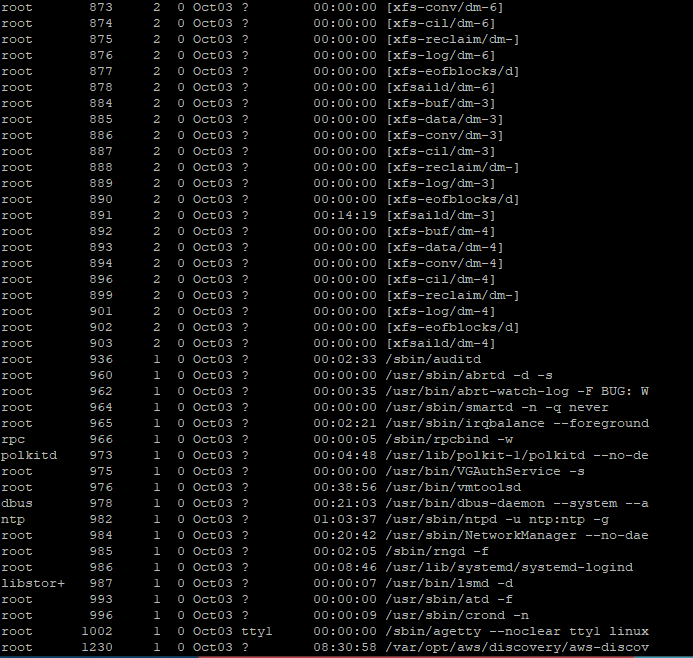 root 873 2 0 Oct03 ? 00:00:00 [xfs-conv/dm-6]
root 874 2 0 Oct03 ? 00:00:00 [xfs-cil/dm-6]
root 875 2 0 Oct03 ? 00:00:00 [xfs-reclaim/dm-]
root 876 2 0 Oct03 ? 00:00:00 [xfs-log/dm-6]
root 877 2 0 Oct03 ? 00:00:00 [xfs-eofblocks/d]
root 878 2 0 Oct03 ? 00:00:00 [xfsaild/dm-6]
root 884 2 0 Oct03 ? 00:00:00 [xfs-buf/dm-3]
root 885 2 0 Oct03 ? 00:00:00 [xfs-data/dm-3]
root 886 2 0 Oct03 ? 00:00:00 [xfs-conv/dm-3]
root 887 2 0 Oct03 ? 00:00:00 [xfs-cil/dm-3]
root 888 2 0 Oct03 ? 00:00:00 [xfs-reclaim/dm-]
root 889 2 0 Oct03 ? 00:00:00 [xfs-log/dm-3]
root 890 2 0 Oct03 ? 00:00:00 [xfs-eofblocks/d]
root 891 2 0 Oct03 ? 00:14:19 [xfsaild/dm-3]
root 892 2 0 Oct03 ? 00:00:00 [xfs-buf/dm-4]
root 893 2 0 Oct03 ? 00:00:00 [xfs-data/dm-4]
root 894 2 0 Oct03 ? 00:00:00 [xfs-conv/dm-4]
root 896 2 0 Oct03 ? 00:00:00 [xfs-cil/dm-4]
root 899 2 0 Oct03 ? 00:00:00 [xfs-reclaim/dm-]
root 901 2 0 Oct03 ? 00:00:00 [xfs-log/dm-4]
root 902 2 0 Oct03 ? 00:00:00 [xfs-eofblocks/d]
root 903 2 0 Oct03 ? 00:00:00 [xfsaild/dm-4]
root 936 1 0 Oct03 ? 00:02:33 /sbin/auditd
root 960 1 0 Oct03 ? 00:00:00 /usr/sbin/abrtd -d -s
root 962 1 0 Oct03 ? 00:00:35 /usr/bin/abrt-watch-log -F BUG: W
root 964 1 0 Oct03 ? 00:00:00 /usr/sbin/smartd -n -q never
root 965 1 0 Oct03 ? 00:02:21 /usr/sbin/irqbalance --foreground
rpc 966 1 0 Oct03 ? 00:00:05 /sbin/rpcbind -w
polkitd 973 1 0 Oct03 ? 00:04:48 /usr/lib/polkit-1/polkitd --no-de
root 975 1 0 Oct03 ? 00:00:00 /usr/bin/VGAuthService -s
root 976 1 0 Oct03 ? 00:38:56 /usr/bin/vmtoolsd
dbus 978 1 0 Oct03 ? 00:21:03 /usr/bin/dbus-daemon --system --a
ntp 982 1 0 Oct03 ? 01:03:37 /usr/sbin/ntpd -u ntp:ntp -g
root 984 1 0 Oct03 ? 00:20:42 /usr/sbin/NetworkManager --no-dae
root 985 1 0 Oct03 ? 00:02:05 /sbin/rngd -f
root 986 1 0 Oct03 ? 00:08:46 /usr/lib/systemd/systemd-logind
libstor+ 987 1 0 Oct03 ? 00:00:07 /usr/bin/lsmd -d
root 993 1 0 Oct03 ? 00:00:00 /usr/sbin/atd -f
root 996 1 0 Oct03 ? 00:00:09 /usr/sbin/crond -n
root 1002 1 0 Oct03 tty1 00:00:00 /sbin/agetty --noclear tty1 linux
root 1230 1 0 Oct03 ? 08:30:58 /var/opt/aws/discovery/aws-discov